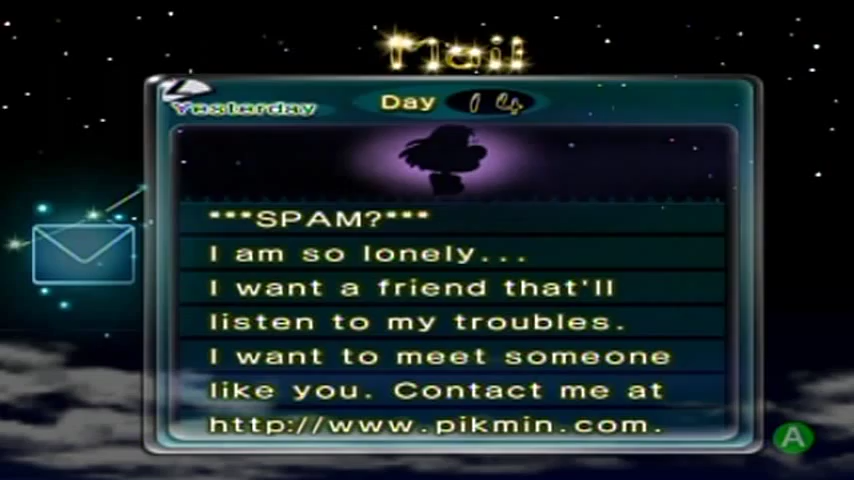 Mail
Yesterday
Day 14
***SPAM?***
I am so lonely...
I want a friend that'll
listen to my troubles.
I want to meet someone
like you. Contact me at
http://www.pikmin.com.
A